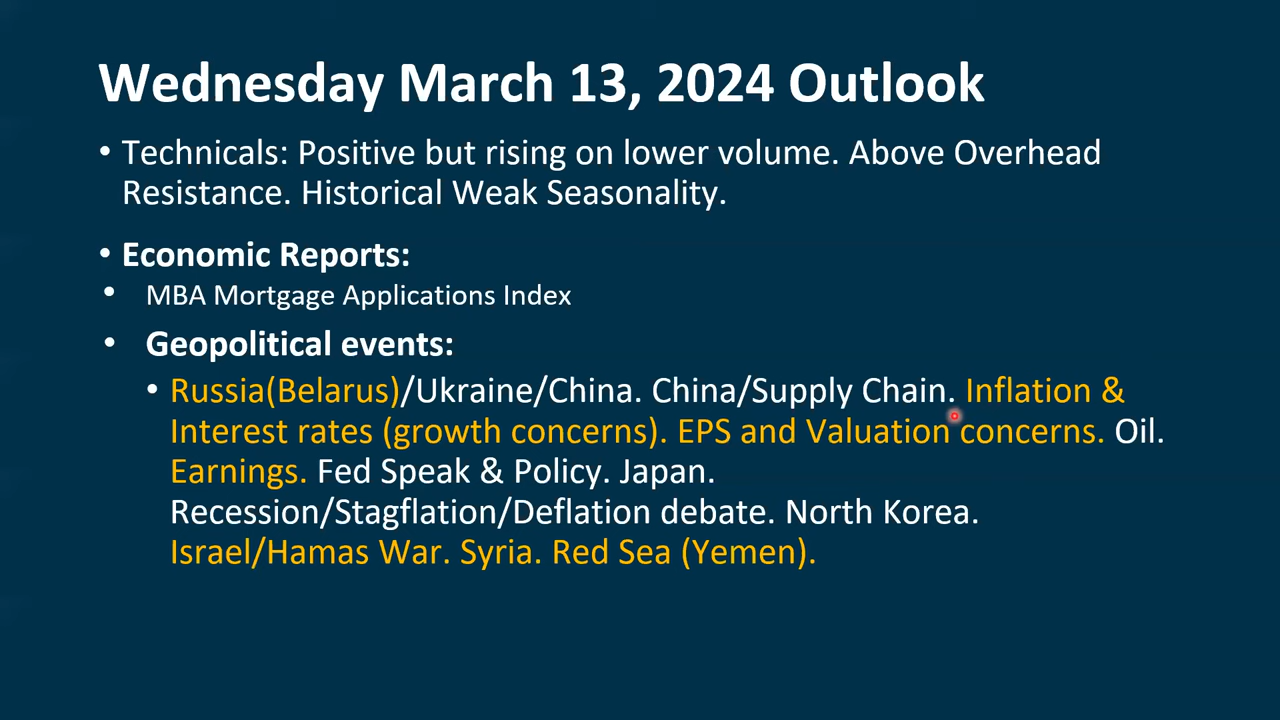 Wednesday March 13, 2024 Outlook
• Technicals: Positive but rising on lower volume. Above Overhead
Resistance. Historical Weak Seasonality.
• Economic Reports:
• MBA Mortgage Applications Index
• Geopolitical events:
• Russia(Belarus)/Ukraine/China. China/Supply Chain. Inflation &
Interest rates (growth concerns). EPS and Valuation concerns. Oil.
Earnings. Fed Speak & Policy. Japan.
Recession/Stagflation/Deflation debate. North Korea.
Israel/Hamas War. Syria. Red Sea (Yemen).